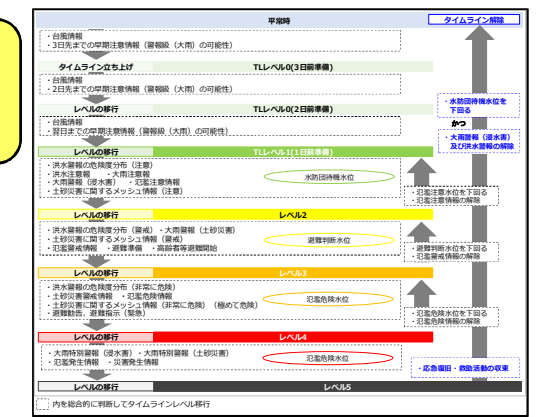 平常時
タイムライン解除
・台風情報
・3日先までの早期注意情報（警報級（大雨）の可能性）
タイムライン立ち上げ
TLレベル0(3日前準備)
・台風情報
・2日先までの早期注意情報（警報級（大雨）の可能性）
レベルの移行
TLレベル0(2日前準備)
・台風情報
・翌日までの早期注意情報（警報級（大雨）の可能性）
・水防団待機水位を
下回る
かつ
・大雨警報（浸水害）
及び洪水警報の解除
レベルの移行
TLレベル1(1日前準備)
・洪水警報の危険度分布（注意）
・洪水注意報　・大雨注意報
・大雨警報（浸水害）　・氾濫注意情報
・土砂災害に関するメッシュ情報（注意）
水防団待機水位
・氾濫注意水位を下回る
・氾濫注意情報の解除
レベルの移行
レベル2
・洪水警報の危険度分布（警戒）・大雨警報（土砂災害）
・土砂災害に関するメッシュ情報（警戒）
・氾濫警戒情報　・避難準備　・高齢者等避難開始
避難判断水位
・避難判断水位を下回る
・氾濫警戒情報の解除
レベルの移行
レベル3
・洪水警報の危険度分布（非常に危険）
・土砂災害警戒情報　・氾濫危険情報
・土砂災害に関するメッシュ情報（非常に危険）（極めて危険）
・避難勧告、避難指示（緊急）
氾濫危険水位
・氾濫危険水位を下回る
・氾濫危険情報の解除
レベルの移行
レベル4
・大雨特別警報（浸水害）・大雨特別警報（土砂災害）
・氾濫発生情報　・災害発生情報
氾濫危険水位
・応急復旧・救助活動の収束
レベルの移行
レベル5
内を総合的に判断してタイムラインレベル移行